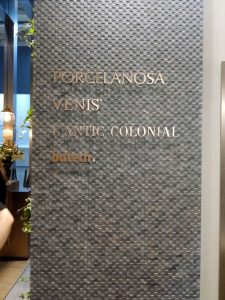 PORCELANOSA
VENIS
L'ANTIC COLONIAL
butech.